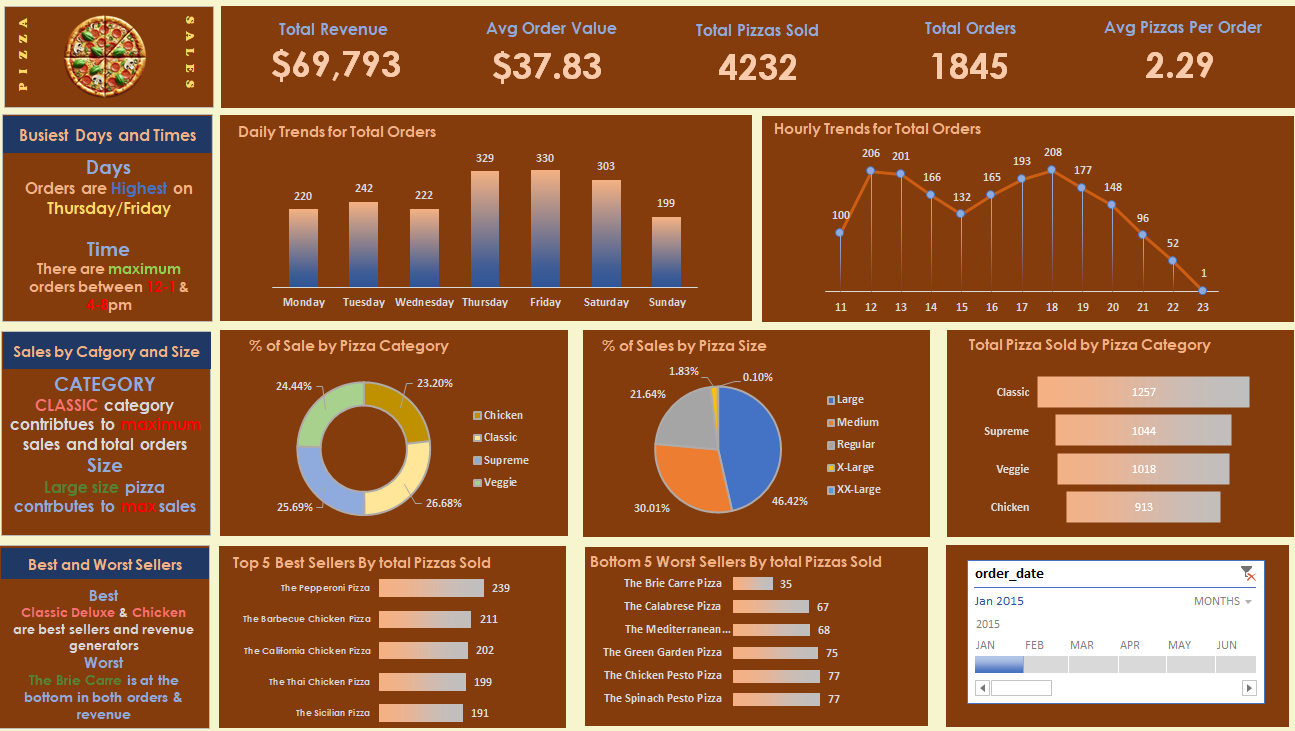 PIZZA
SALES
Total Revenue
$69,793
Avg Order Value
$37.83
Total Pizzas Sold
4232
Total Orders
1845
Avg Pizzas Per Order
2.29
Busiest Days and Times
Days
Orders are Highest on
Thursday/Friday
Time
There are maximum
orders between 12-1 &
4-8pm
Daily Trends for Total Orders
220 242 222 329 330 303 199
Monday Tuesday Wednesday Thursday Friday Saturday Sunday
Hourly Trends for Total Orders
100 206 201 166 132 165 193 208 177 148 96 52 1
11 12 13 14 15 16 17 18 19 20 21 22 23
Sales by Catgory and Size
CATEGORY
CLASSIC category
contribtues to maximum
sales and total orders
Size
Large size pizza
contrbutes to max sales
% of Sale by Pizza Category
24.44%
23.20%
25.69%
26.68%
Chicken
Classic
Supreme
Veggie
% of Sales by Pizza Size
1.83%
0.10%
21.64%
30.01%
46.42%
Large
Medium
Regular
X-Large
XX-Large
Total Pizza Sold by Pizza Category
Classic 1257
Supreme 1044
Veggie 1018
Chicken 913
Best and Worst Sellers
Best
Classic Deluxe & Chicken
are best sellers and revenue
generators
Worst
The Brie Carre is at the
bottom in both orders &
revenue
Top 5 Best Sellers By total Pizzas Sold
The Pepperoni Pizza 239
The Barbecue Chicken Pizza 211
The California Chicken Pizza 202
The Thai Chicken Pizza 199
The Sicilian Pizza 191
Bottom 5 Worst Sellers By total Pizzas Sold
The Brie Carre Pizza 35
The Calabrese Pizza 67
The Mediterranean... 68
The Green Garden Pizza 75
The Chicken Pesto Pizza 77
The Spinach Pesto Pizza 77
order_date
Jan 2015 MONTHS
2015
JAN FEB MAR APR MAY JUN